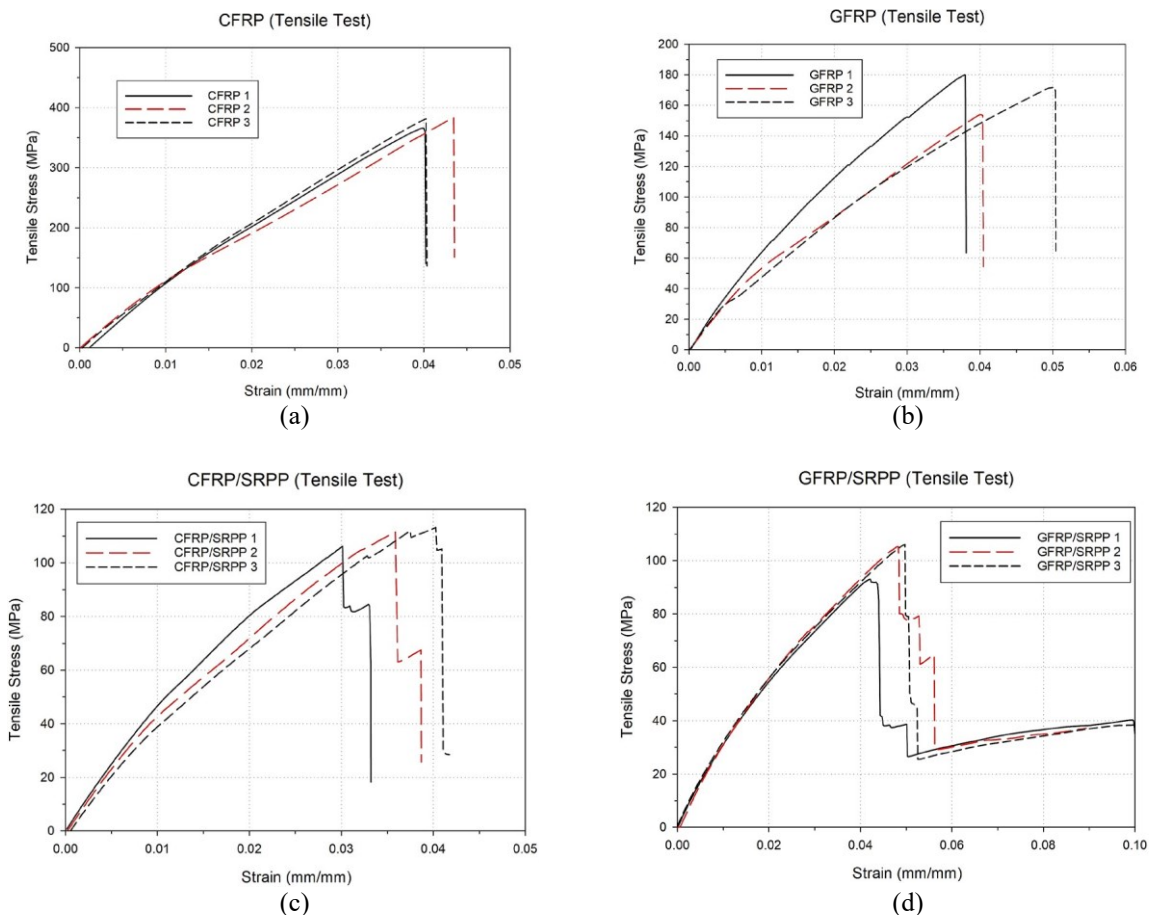 CFRP (Tensile Test)
500
400
300
200
100
0
Tensile Stress (MPa)
CFRP 1
CFRP 2
CFRP 3
0.00 0.01 0.02 0.03 0.04 0.05
Strain (mm/mm)
(a)
GFRP (Tensile Test)
200
180
160
140
120
100
80
60
40
20
0
Tensile Stress (MPa)
GFRP 1
GFRP 2
GFRP 3
0.00 0.01 0.02 0.03 0.04 0.05 0.06
Strain (mm/mm)
(b)
CFRP/SRPP (Tensile Test)
120
100
80
60
40
20
0
Tensile Stress (MPa)
CFRP/SRPP 1
CFRP/SRPP 2
CFRP/SRPP 3
0.00 0.01 0.02 0.03 0.04 0.05
Strain (mm/mm)
(c)
GFRP/SRPP (Tensile Test)
120
100
80
60
40
20
0
Tensile Stress (MPa)
GFRP/SRPP 1
GFRP/SRPP 2
GFRP/SRPP 3
0.00 0.02 0.04 0.06 0.08 0.10
Strain (mm/mm)
(d)